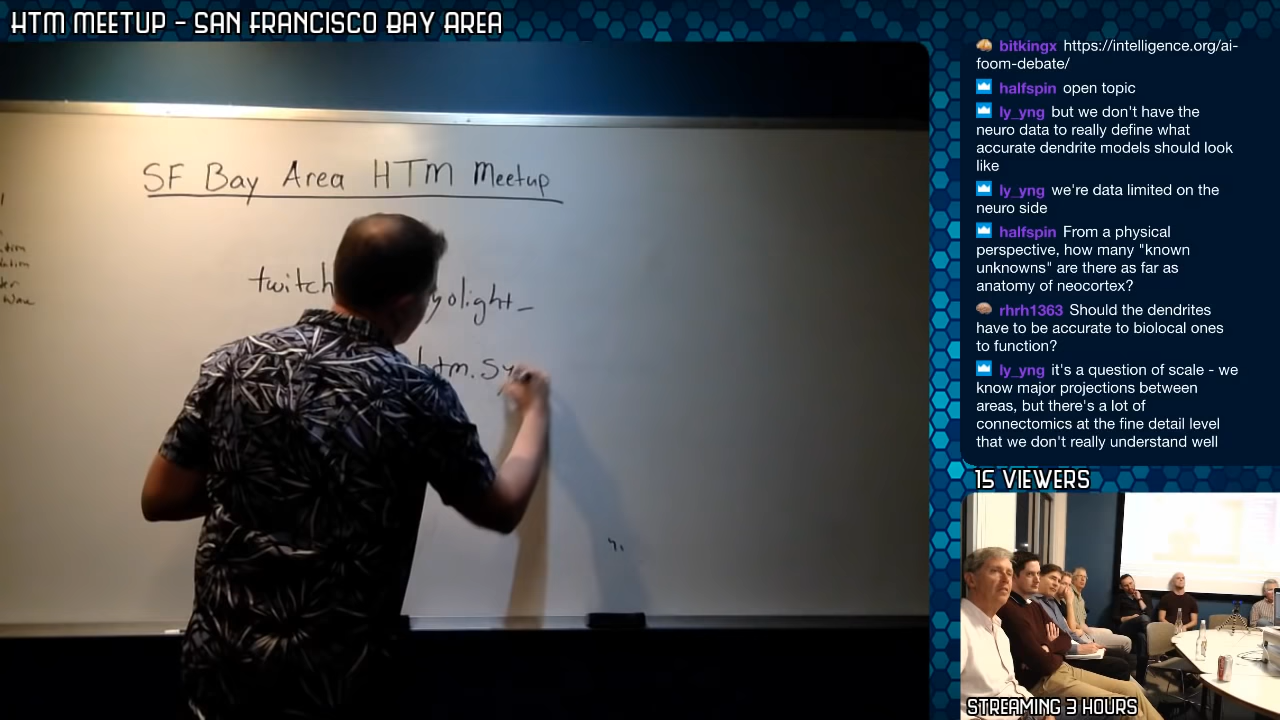 HTM MEETUP - SAN FRANCISCO BAY AREA
SF Bay Area HTM Meetup
twitch
yolight_
htm.sy
bitkingx https://intelligence.org/ai-
foom-debate/
halfspin open topic
ly_yng but we don't have the
neuro data to really define what
accurate dendrite models should look
like
ly_yng we're data limited on the
neuro side
halfspin From a physical
perspective, how many "known
unknowns" are there as far as
anatomy of neocortex?
rhrh1363 Should the dendrites
have to be accurate to biolocal ones
to function?
ly_yng it's a question of scale - we
know major projections between
areas, but there's a lot of
connectomics at the fine detail level
that we don't really understand well
15 VIEWERS
STREAMING 3 HOURS